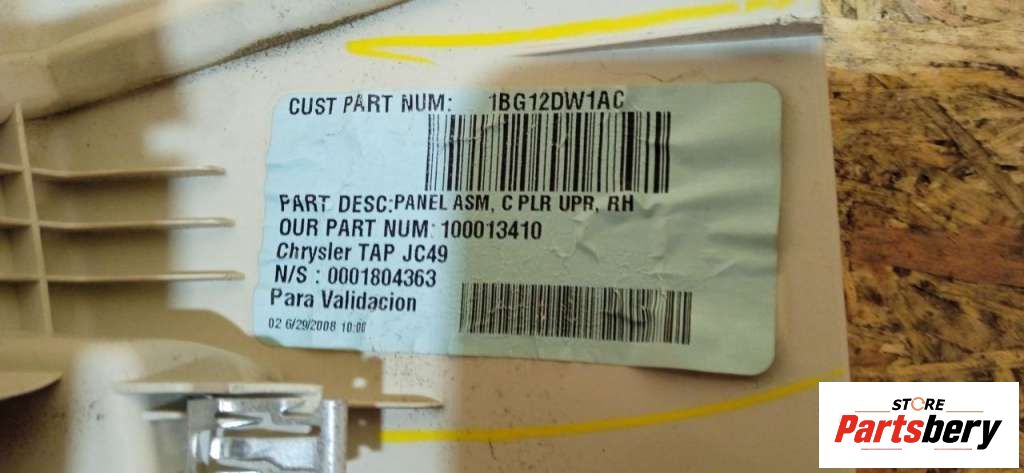 CUST PART NUM: 1BG12DW1AC
PART DESC:PANEL ASM, C PLR UPR, RH
OUR PART NUM: 100013410
Chrysler TAP JC49
N/S : 0001804363
Para Validacion
02 6/29/2008 10:00
STORE
Partsbery